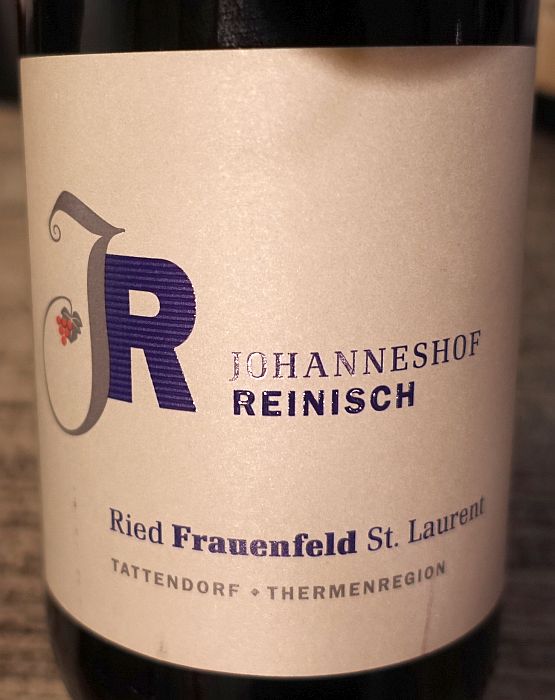 JR
JOHANNESHOF
REINISCH
Ried Frauenfeld St. Laurent
TATTENDORF • THERMENREGION